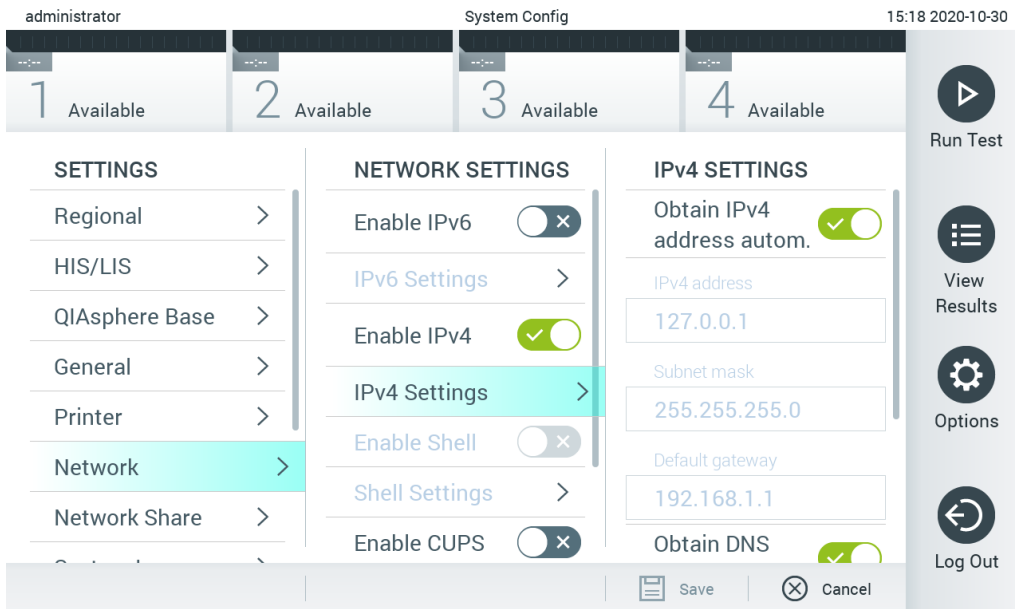 administrator
System Config
15:18 2020-10-30
--:--
--:--
--:--
--:--
1 Available
2 Available
3 Available
4 Available
Run Test
View
Results
Options
Log Out
SETTINGS
Regional
HIS/LIS
QIAsphere Base
General
Printer
Network
Network Share
NETWORK SETTINGS
Enable IPv6
IPv6 Settings
Enable IPv4
IPv4 Settings
Enable Shell
Shell Settings
Enable CUPS
IPv4 SETTINGS
Obtain IPv4
address autom.
IPv4 address
127.0.0.1
Subnet mask
255.255.255.0
Default gateway
192.168.1.1
Obtain DNS
Save
Cancel